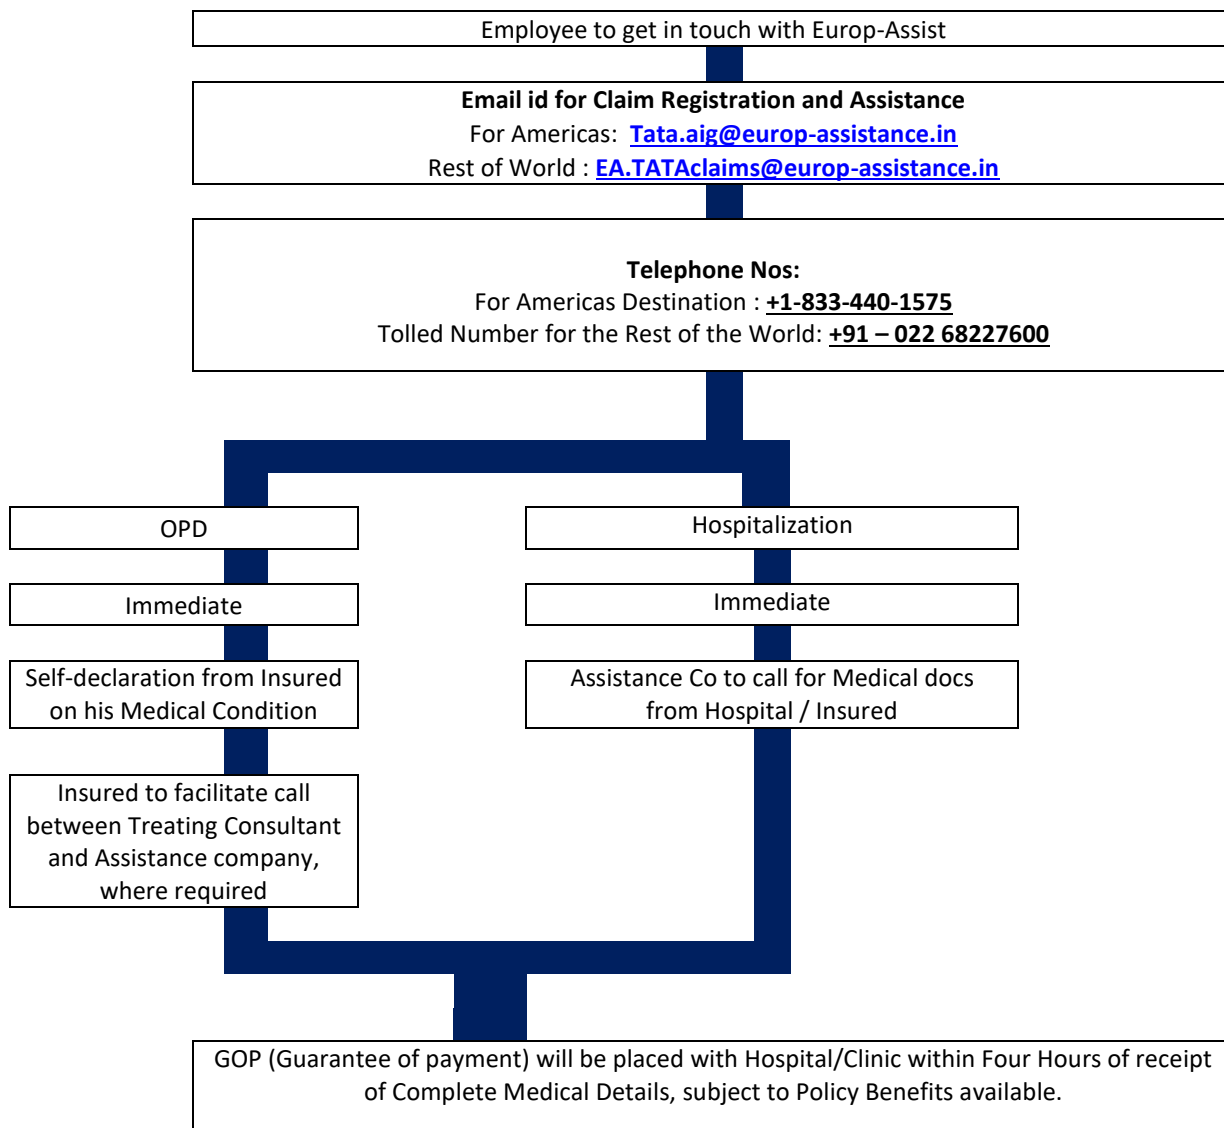 Employee to get in touch with Europ-Assist
Email id for Claim Registration and Assistance
For Americas: Tata.aig@europ-assistance.in
Rest of World : EA.TATAclaims@europ-assistance.in
Telephone Nos:
For Americas Destination : +1-833-440-1575
Tolled Number for the Rest of the World: +91 – 022 68227600
OPD
Immediate
Self-declaration from Insured
on his Medical Condition
Insured to facilitate call
between Treating Consultant
and Assistance company,
where required
Hospitalization
Immediate
Assistance Co to call for Medical docs
from Hospital / Insured
GOP (Guarantee of payment) will be placed with Hospital/Clinic within Four Hours of receipt
of Complete Medical Details, subject to Policy Benefits available.